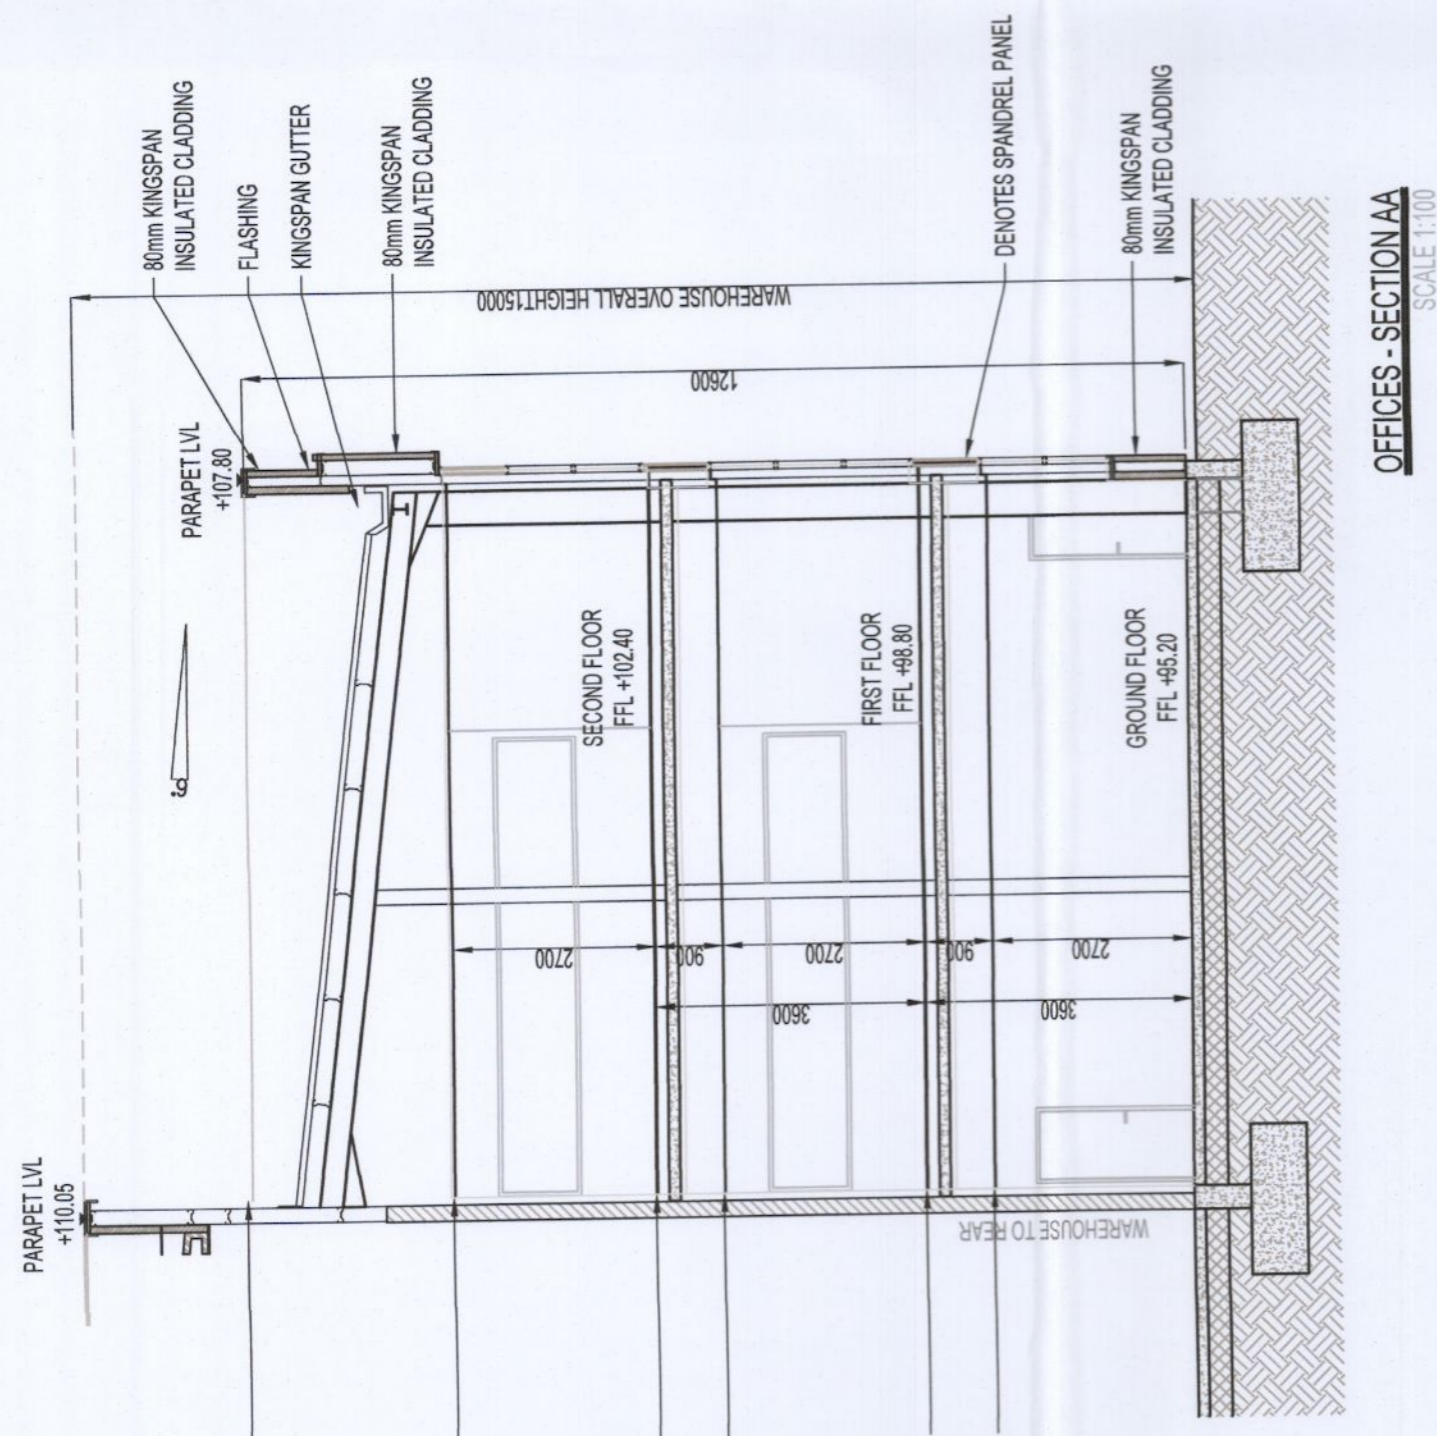 PARAPET LVL
+110.05
PARAPET LVL
+107.80
80mm KINGSPAN
INSULATED CLADDING
FLASHING
KINGSPAN GUTTER
80mm KINGSPAN
INSULATED CLADDING
WAREHOUSE OVERALL HEIGHT15000
12600
6°
SECOND FLOOR
FFL +102.40
2700
900
3600
DENOTES SPANDREL PANEL
FIRST FLOOR
FFL +98.80
2700
900
3600
80mm KINGSPAN
INSULATED CLADDING
GROUND FLOOR
FFL +95.20
2700
WAREHOUSE TO REAR
OFFICES - SECTION AA
SCALE 1:100